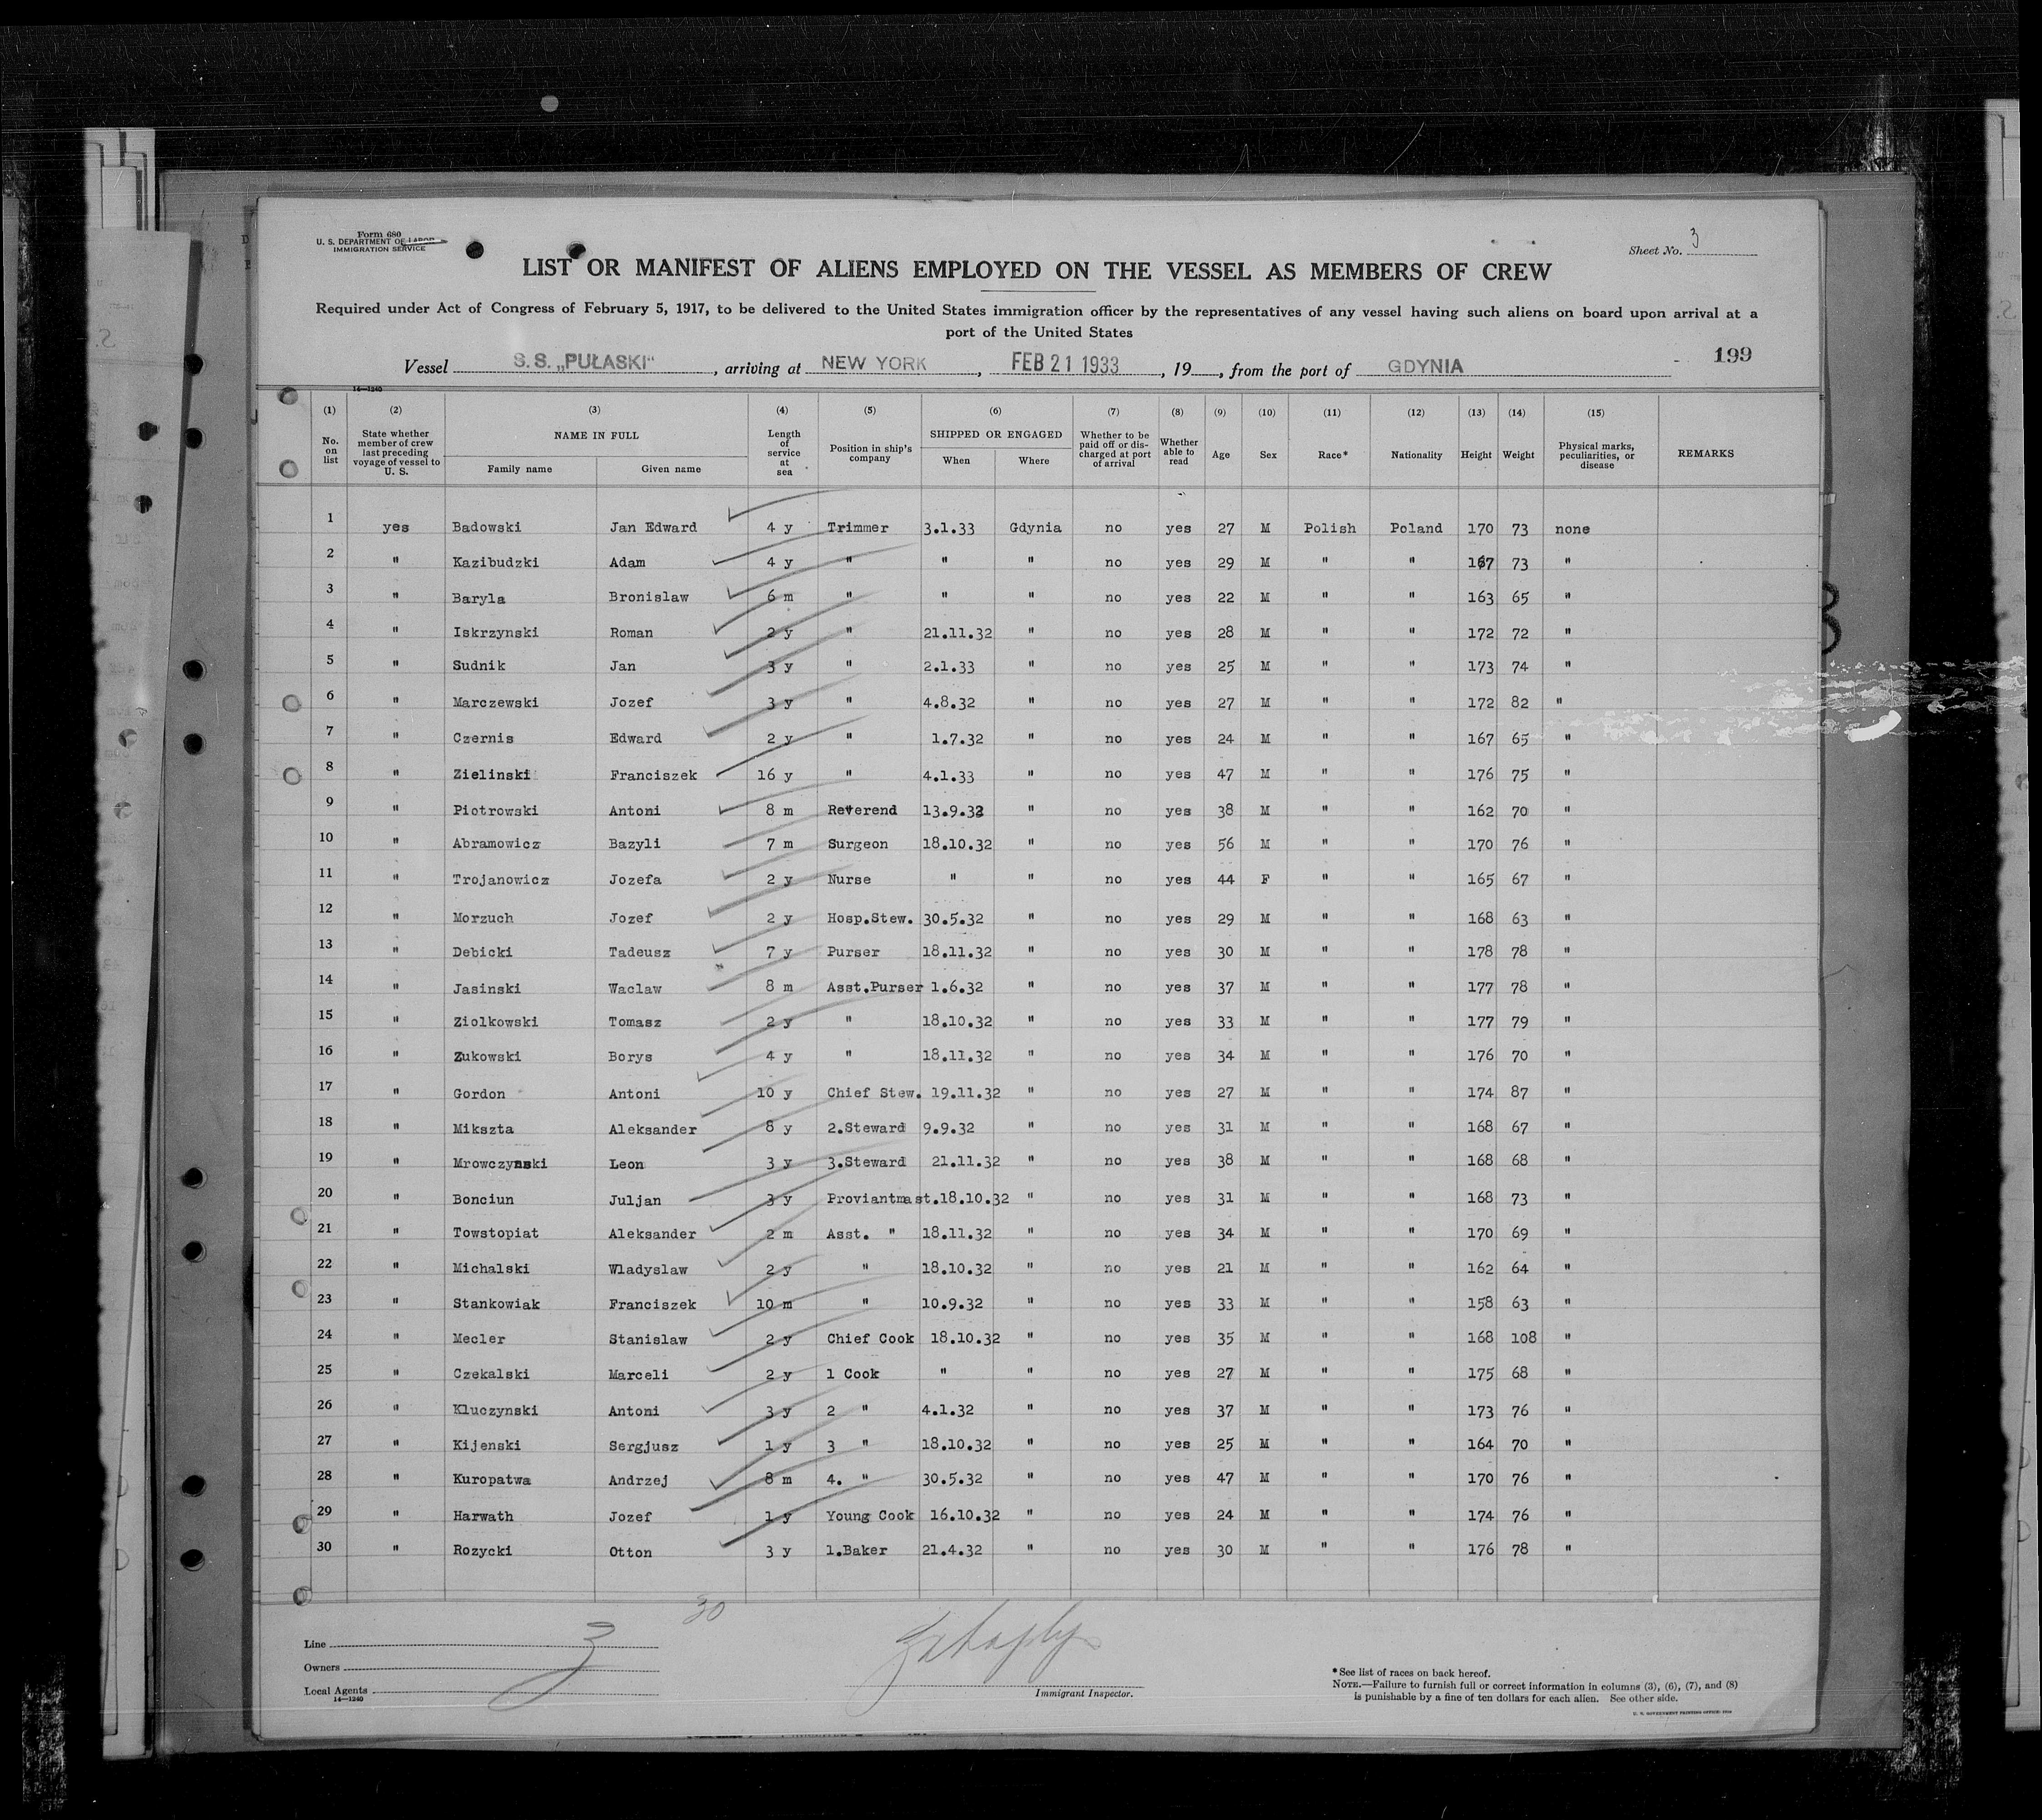 Form 680
U. S. DEPARTMENT OF LABOR
IMMIGRATION SERVICE
Sheet No. 3
LIST OR MANIFEST OF ALIENS EMPLOYED ON THE VESSEL AS MEMBERS OF CREW
Required under Act of Congress of February 5, 1917, to be delivered to the United States immigration officer by the representatives of any vessel having such aliens on board upon arrival at a
port of the United States
Vessel S.S. „PUŁASKI“, arriving at NEW YORK, FEB 21 1933, 19, from the port of GDYNIA
199
14—1240
(1) (2) (3) (4) (5) (6) (7) (8) (9) (10) (11) (12) (13) (14) (15)
No. on list State whether member of crew last preceding voyage of vessel to U. S. NAME IN FULL Family name Given name Length of service at sea Position in ship's company SHIPPED OR ENGAGED When Where Whether to be paid off or discharged at port of arrival Whether able to read Age Sex Race* Nationality Height Weight Physical marks, peculiarities, or disease REMARKS
1 yes Badowski Jan Edward 4 y Trimmer 3.1.33 Gdynia no yes 27 M Polish Poland 170 73 none
2 " Kazibudzki Adam 4 y " " " no yes 29 M " " 167 73 "
3 " Baryla Bronislaw 6 m " " " no yes 22 M " " 163 65 "
4 " Iskrzynski Roman 2 y " 21.11.32 " no yes 28 M " " 172 72 "
5 " Sudnik Jan 3 y " 2.1.33 " no yes 25 M " " 173 74 "
6 " Marczewski Jozef 3 y " 4.8.32 " no yes 27 M " " 172 82 "
7 " Czernis Edward 2 y " 1.7.32 " no yes 24 M " " 167 65 "
8 " Zielinski Franciszek 16 y " 4.1.33 " no yes 47 M " " 176 75 "
9 " Piotrowski Antoni 8 m Reverend 13.9.32 " no yes 38 M " " 162 70 "
10 " Abramowicz Bazyli 7 m Surgeon 18.10.32 " no yes 56 M " " 170 76 "
11 " Trojanowicz Jozefa 2 y Nurse " " no yes 44 F " " 165 67 "
12 " Morzuch Jozef 2 y Hosp.Stew. 30.5.32 " no yes 29 M " " 168 63 "
13 " Debicki Tadeusz 7 y Purser 18.11.32 " no yes 30 M " " 178 78 "
14 " Jasinski Waclaw 8 m Asst.Purser 1.6.32 " no yes 37 M " " 177 78 "
15 " Ziolkowski Tomasz 2 y " 18.10.32 " no yes 33 M " " 177 79 "
16 " Zukowski Borys 4 y " 18.11.32 " no yes 34 M " " 176 70 "
17 " Gordon Antoni 10 y Chief Stew. 19.11.32 " no yes 27 M " " 174 87 "
18 " Mikszta Aleksander 8 y 2.Steward 9.9.32 " no yes 31 M " " 168 67 "
19 " Mrowczynski Leon 3 y 3.Steward 21.11.32 " no yes 38 M " " 168 68 "
20 " Bonciun Juljan 3 y Proviantmast.18.10.32 " no yes 31 M " " 168 73 "
21 " Towstopiat Aleksander 2 m Asst. " 18.11.32 " no yes 34 M " " 170 69 "
22 " Michalski Wladyslaw 2 y " 18.10.32 " no yes 21 M " " 162 64 "
23 " Stankowiak Franciszek 10 m " 10.9.32 " no yes 33 M " " 158 63 "
24 " Mecler Stanislaw 2 y Chief Cook 18.10.32 " no yes 35 M " " 168 108 "
25 " Czekalski Marceli 2 y 1 Cook " " no yes 27 M " " 175 68 "
26 " Kluczynski Antoni 3 y 2 " 4.1.32 " no yes 37 M " " 173 76 "
27 " Kijenski Sergjusz 1 y 3 " 18.10.32 " no yes 25 M " " 164 70 "
28 " Kuropatwa Andrzej 8 m 4. " 30.5.32 " no yes 47 M " " 170 76 "
29 " Harwath Jozef 1 y Young Cook 16.10.32 " no yes 24 M " " 174 76 "
30 " Rozycki Otton 3 y 1.Baker 21.4.32 " no yes 30 M " " 176 78 "
30
3
Line
Owners
Local Agents
14—1240
Immigrant Inspector.
*See list of races on back hereof.
NOTE.—Failure to furnish full or correct information in columns (3), (6), (7), and (8)
is punishable by a fine of ten dollars for each alien. See other side.